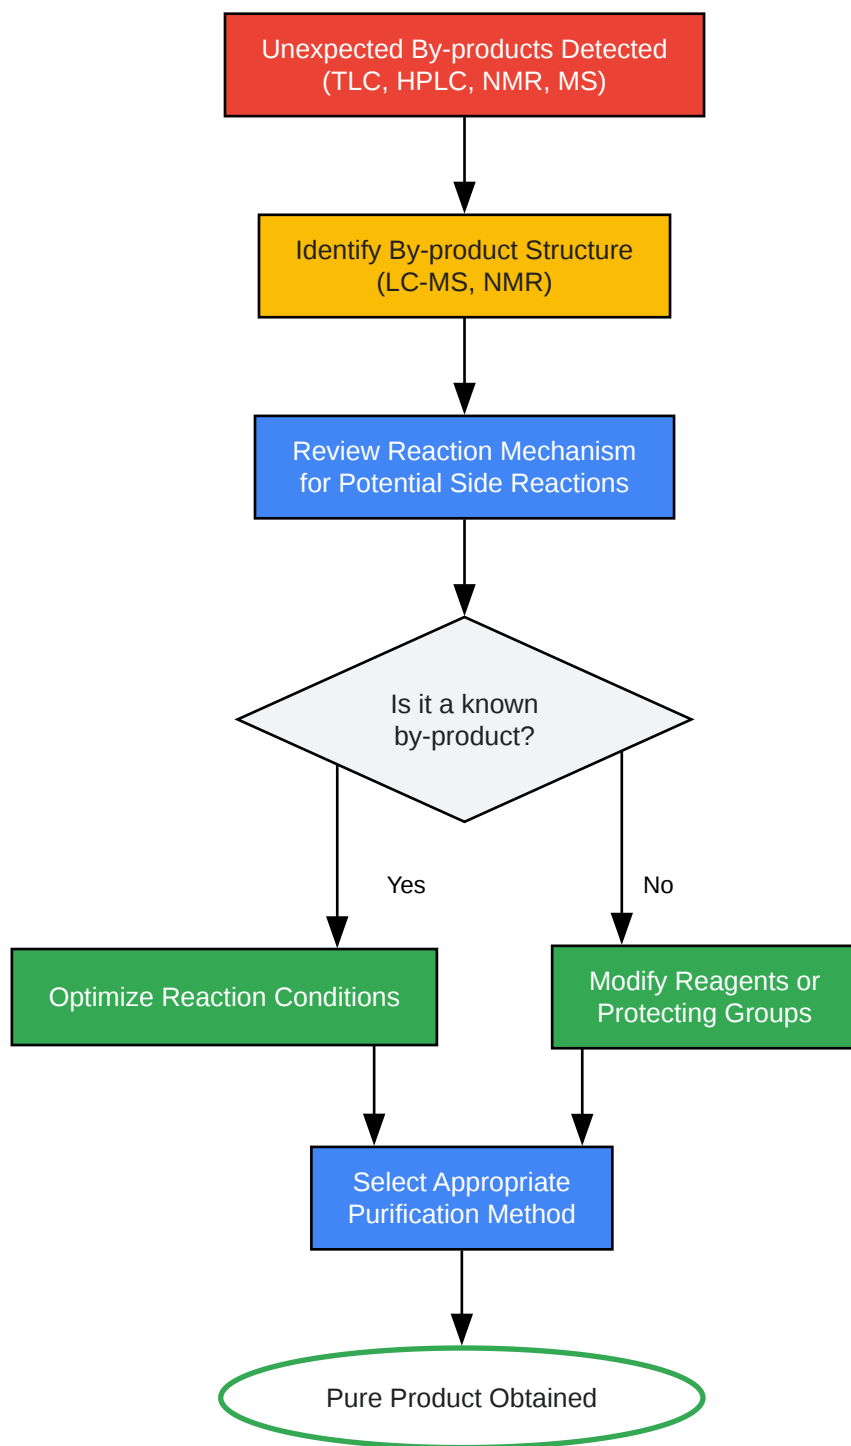 Unexpected By-products Detected
(TLC, HPLC, NMR, MS)
Identify By-product Structure
(LC-MS, NMR)
Review Reaction Mechanism
for Potential Side Reactions
Is it a known
by-product?
Yes
No
Optimize Reaction Conditions
Modify Reagents or
Protecting Groups
Select Appropriate
Purification Method
Pure Product Obtained